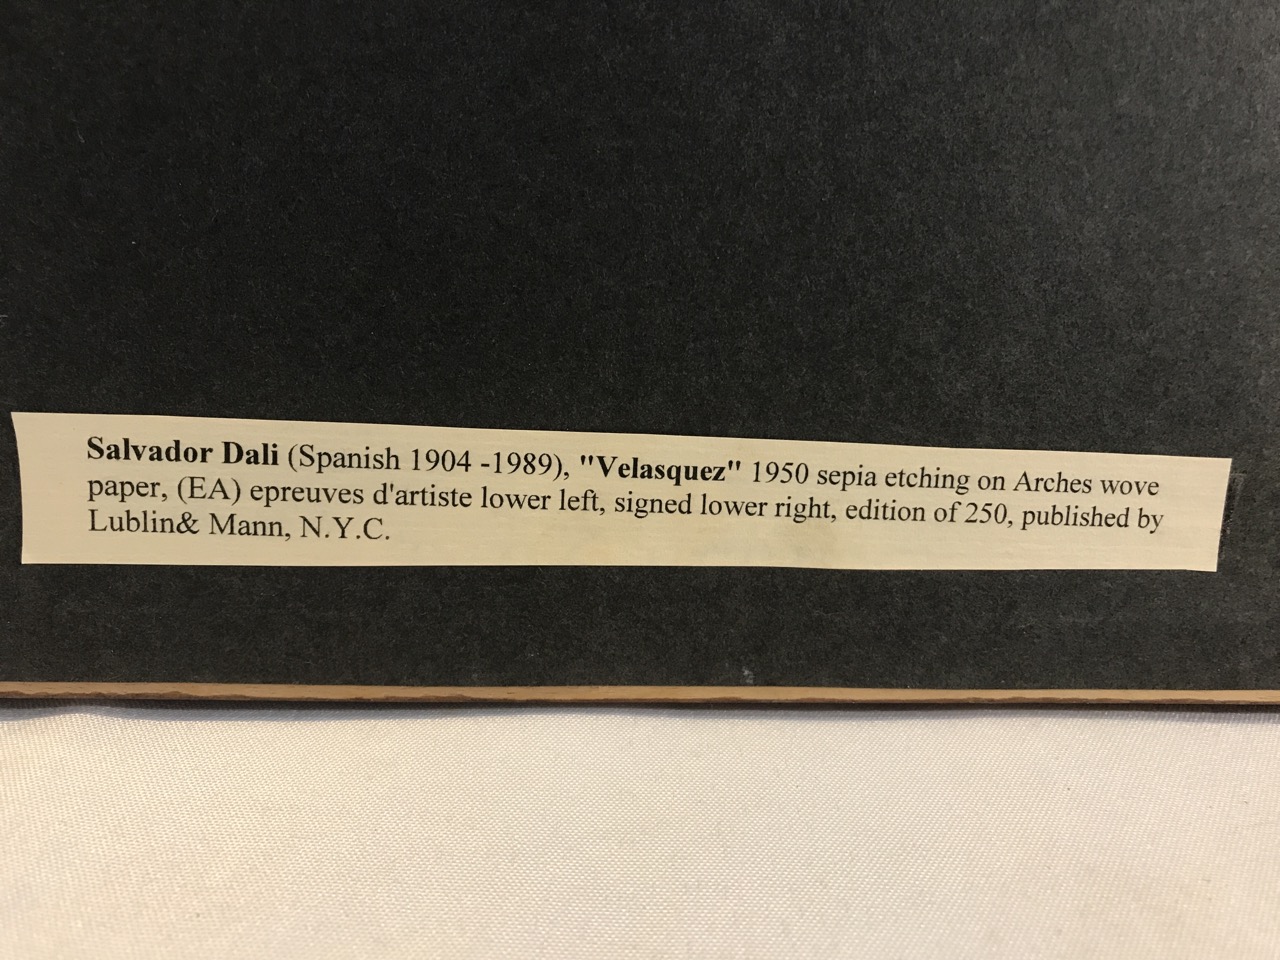 Salvador Dali (Spanish 1904 -1989), "Velasquez" 1950 sepia etching on Arches wove
paper, (EA) epreuves d'artiste lower left, signed lower right, edition of 250, published by
Lublin& Mann, N.Y.C.